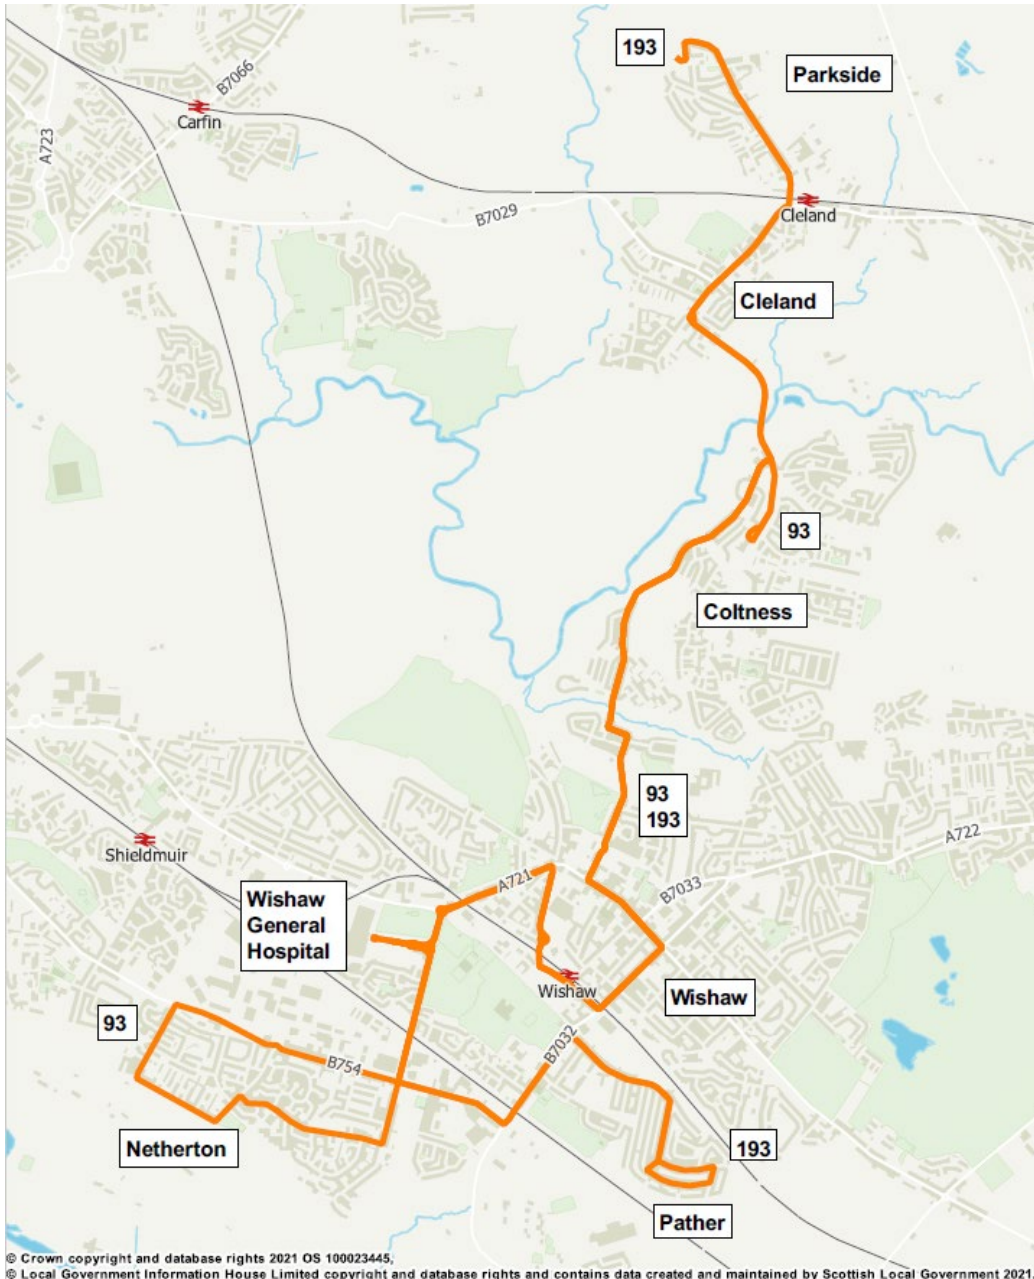 193
Parkside
B7066
Carfin
A723
Cleland
B7029
Cleland
93
Coltness
93
193
A722
Shieldmuir
A721
B7033
Wishaw
General
Hospital
Wishaw
Wishaw
93
B7032
B754
Netherton
193
Pather
© Crown copyright and database rights 2021 OS 100023445,
© Local Government Information House Limited copyright and database rights and contains data created and maintained by Scottish Local Government 2021